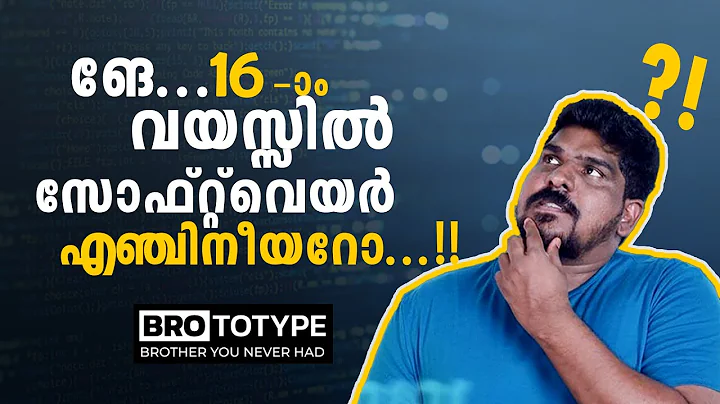 ങേ...16 -ാം
വയസ്സിൽ
സോഫ്റ്റ്‌വെയർ
എഞ്ചിനീയറോ...!!
?!
BROTOTYPE
BROTHER YOU NEVER HAD